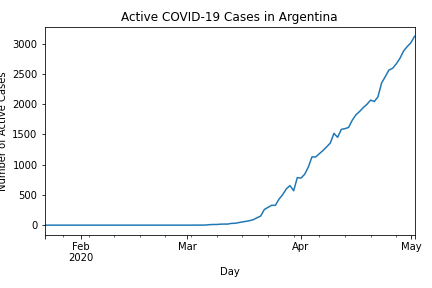 Active COVID-19 Cases in Argentina
Number of Active Cases
3000
2500
2000
1500
1000
500
0
Feb
2020
Mar
Apr
May
Day